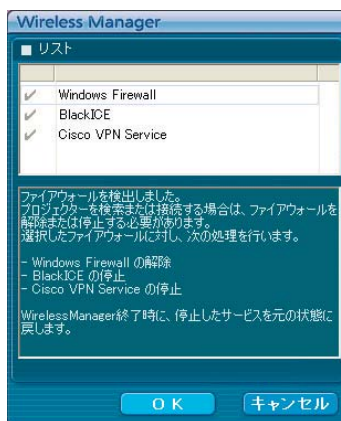 Wireless Manager
■ リスト
Windows Firewall
BlackICE
Cisco VPN Service
ファイアウォールを検出しました。
プロジェクターを検索または接続する場合は、ファイアウォールを
解除または停止する必要があります。
選択したファイアウォールに対し、次の処理を行います。
- Windows Firewall の解除
- BlackICE の停止
- Cisco VPN Service の停止
WirelessManager終了時に、停止したサービスを元の状態に
戻します。
OK
キャンセル